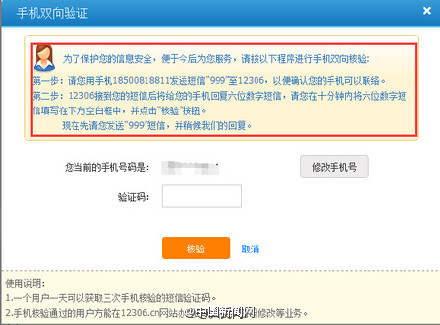 手机双向验证
为了保护您的信息安全，便于今后为您服务，请按以下程序进行手机双向核验:
第一步：请您用手机18500818811发送短信"999"至12306，以便确认您的手机可以联络。
第二步：12306接到您的短信后将给您的手机回复六位数字短信，请您在十分钟内将六位数字短
信填写在下方空白框中，并点击"核验"按钮。
现在先请您发送"999"短信，并稍候我们的回复。
您当前的手机号码是:
修改手机号
验证码:
核验 取消
使用说明:
1.一个用户一天可以获取三次手机核验的短信验证码。
2.手机核验通过的用户方能在12306.cn网站办 修改等业务。
@中国新闻网